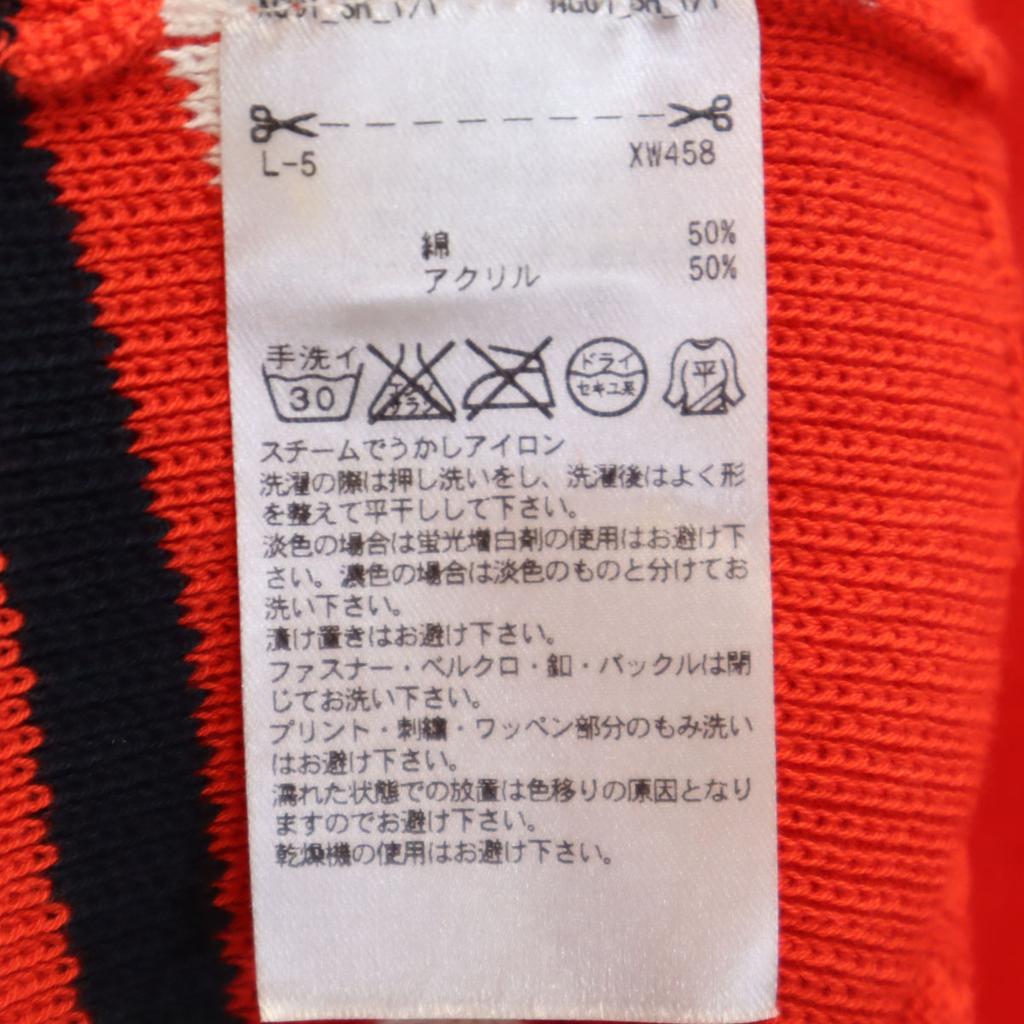 L-5 XW458
綿 50%
アクリル 50%
手洗イ ドライ 平
30 セキユ系
スチームでうかしアイロン
洗濯の際は押し洗いをし、洗濯後はよく形
を整えて平干しして下さい。
淡色の場合は蛍光増白剤の使用はお避け下
さい。濃色の場合は淡色のものと分けてお
洗い下さい。
漬け置きはお避け下さい。
ファスナー・ベルクロ・釦・バックルは閉
じてお洗い下さい。
プリント・刺繍・ワッペン部分のもみ洗い
はお避け下さい。
濡れた状態での放置は色移りの原因となり
ますのでお避け下さい。
乾燥機の使用はお避け下さい。